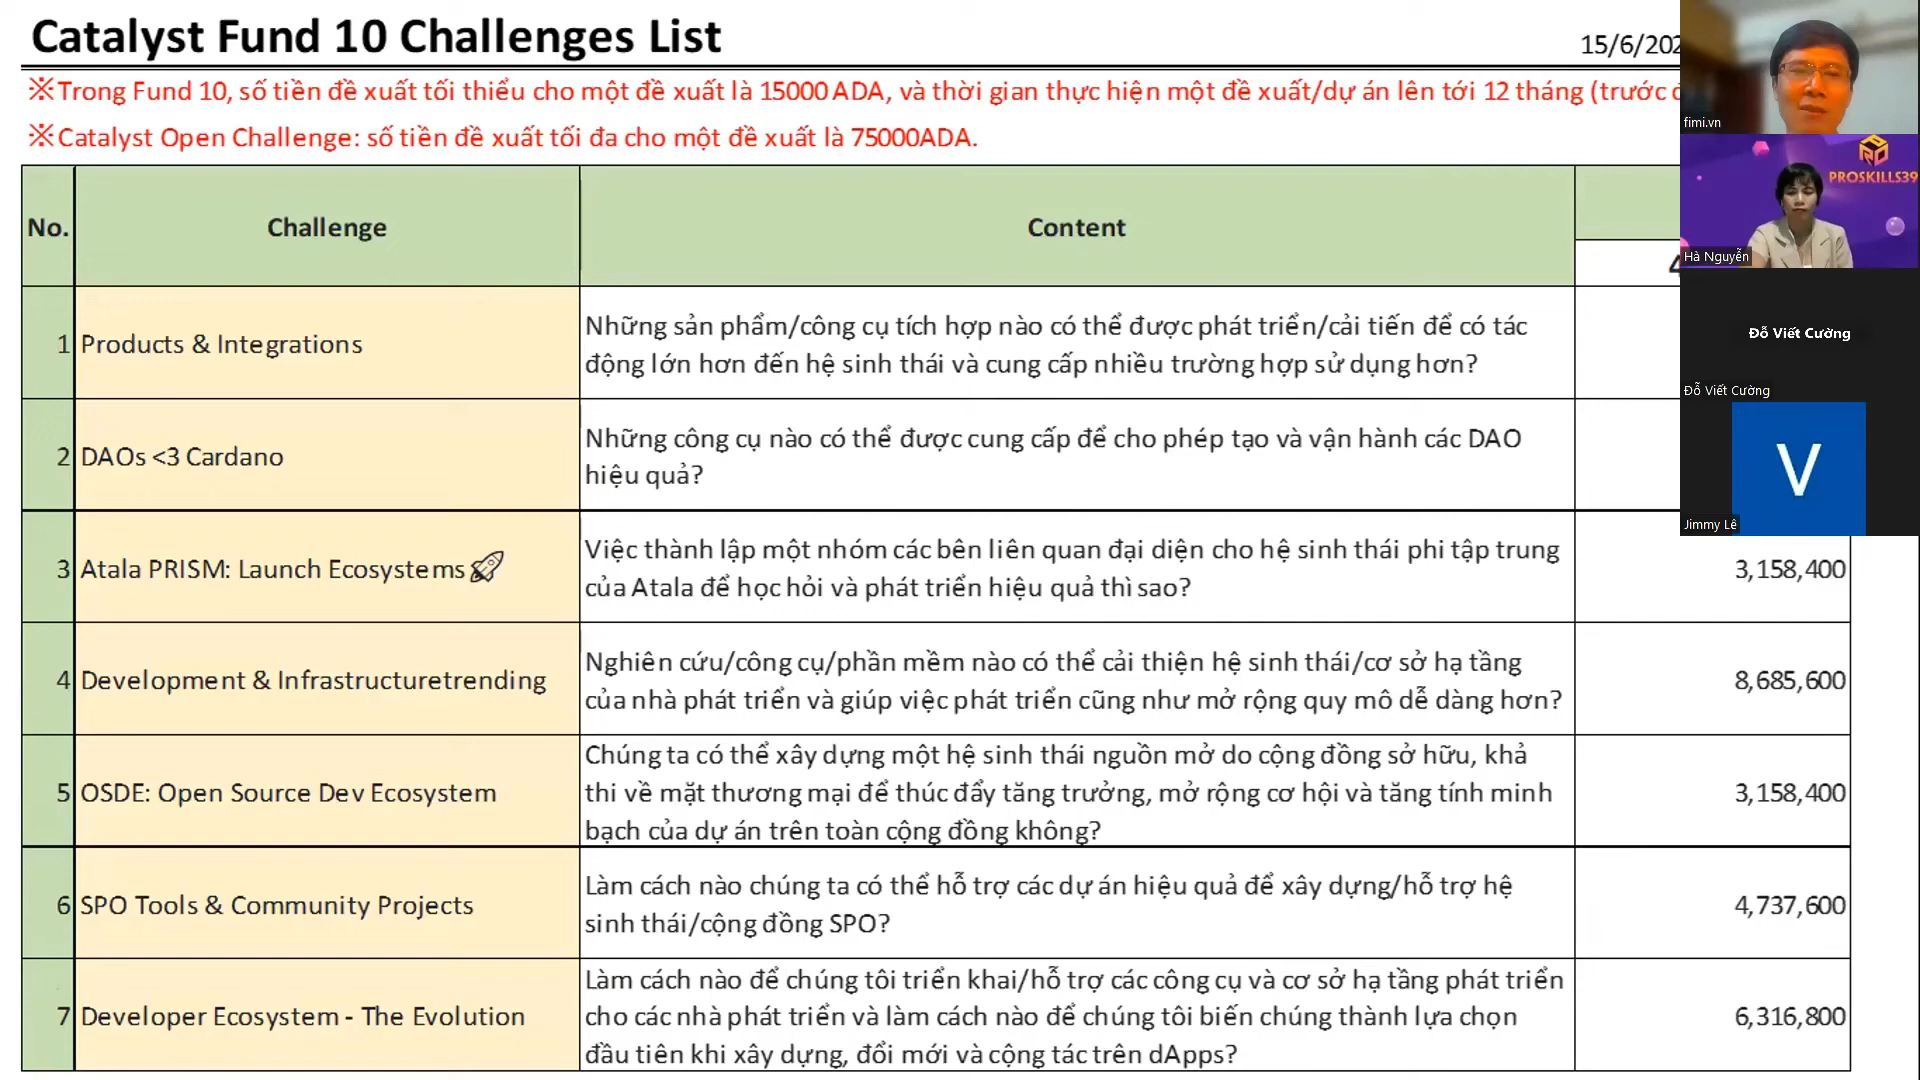 Catalyst Fund 10 Challenges List
※Trong Fund 10, số tiền đề xuất tối thiểu cho một đề xuất là 15000 ADA, và thời gian thực hiện một đề xuất/dự án lên tới 12 tháng (trước
※Catalyst Open Challenge: số tiền đề xuất tối đa cho một đề xuất là 75000ADA.
No. Challenge Content
1 Products & Integrations
Những sản phẩm/công cụ tích hợp nào có thể được phát triển/cải tiến để có tác
động lớn hơn đến hệ sinh thái và cung cấp nhiều trường hợp sử dụng hơn?
2 DAOs <3 Cardano
Những công cụ nào có thể được cung cấp để cho phép tạo và vận hành các DAO
hiệu quả?
3 Atala PRISM: Launch Ecosystems🚀
Việc thành lập một nhóm các bên liên quan đại diện cho hệ sinh thái phi tập trung
của Atala để học hỏi và phát triển hiệu quả thì sao?
3,158,400
4 Development & Infrastructuretrending
Nghiên cứu/công cụ/phần mềm nào có thể cải thiện hệ sinh thái/cơ sở hạ tầng
của nhà phát triển và giúp việc phát triển cũng như mở rộng quy mô dễ dàng hơn?
8,685,600
5 OSDE: Open Source Dev Ecosystem
Chúng ta có thể xây dựng một hệ sinh thái nguồn mở do cộng đồng sở hữu, khả
thi về mặt thương mại để thúc đẩy tăng trưởng, mở rộng cơ hội và tăng tính minh
bạch của dự án trên toàn cộng đồng không?
3,158,400
6 SPO Tools & Community Projects
Làm cách nào chúng ta có thể hỗ trợ các dự án hiệu quả để xây dựng/hỗ trợ hệ
sinh thái/cộng đồng SPO?
4,737,600
7 Developer Ecosystem - The Evolution
Làm cách nào để chúng tôi triển khai/hỗ trợ các công cụ và cơ sở hạ tầng phát triển
cho các nhà phát triển và làm cách nào để chúng tôi biến chúng thành lựa chọn
đầu tiên khi xây dựng, đổi mới và cộng tác trên dApps?
6,316,800
fimi.vn
PROSKILLS39
Hà Nguyễn
Đỗ Viết Cường
Đỗ Viết Cường
V
Jimmy Lê